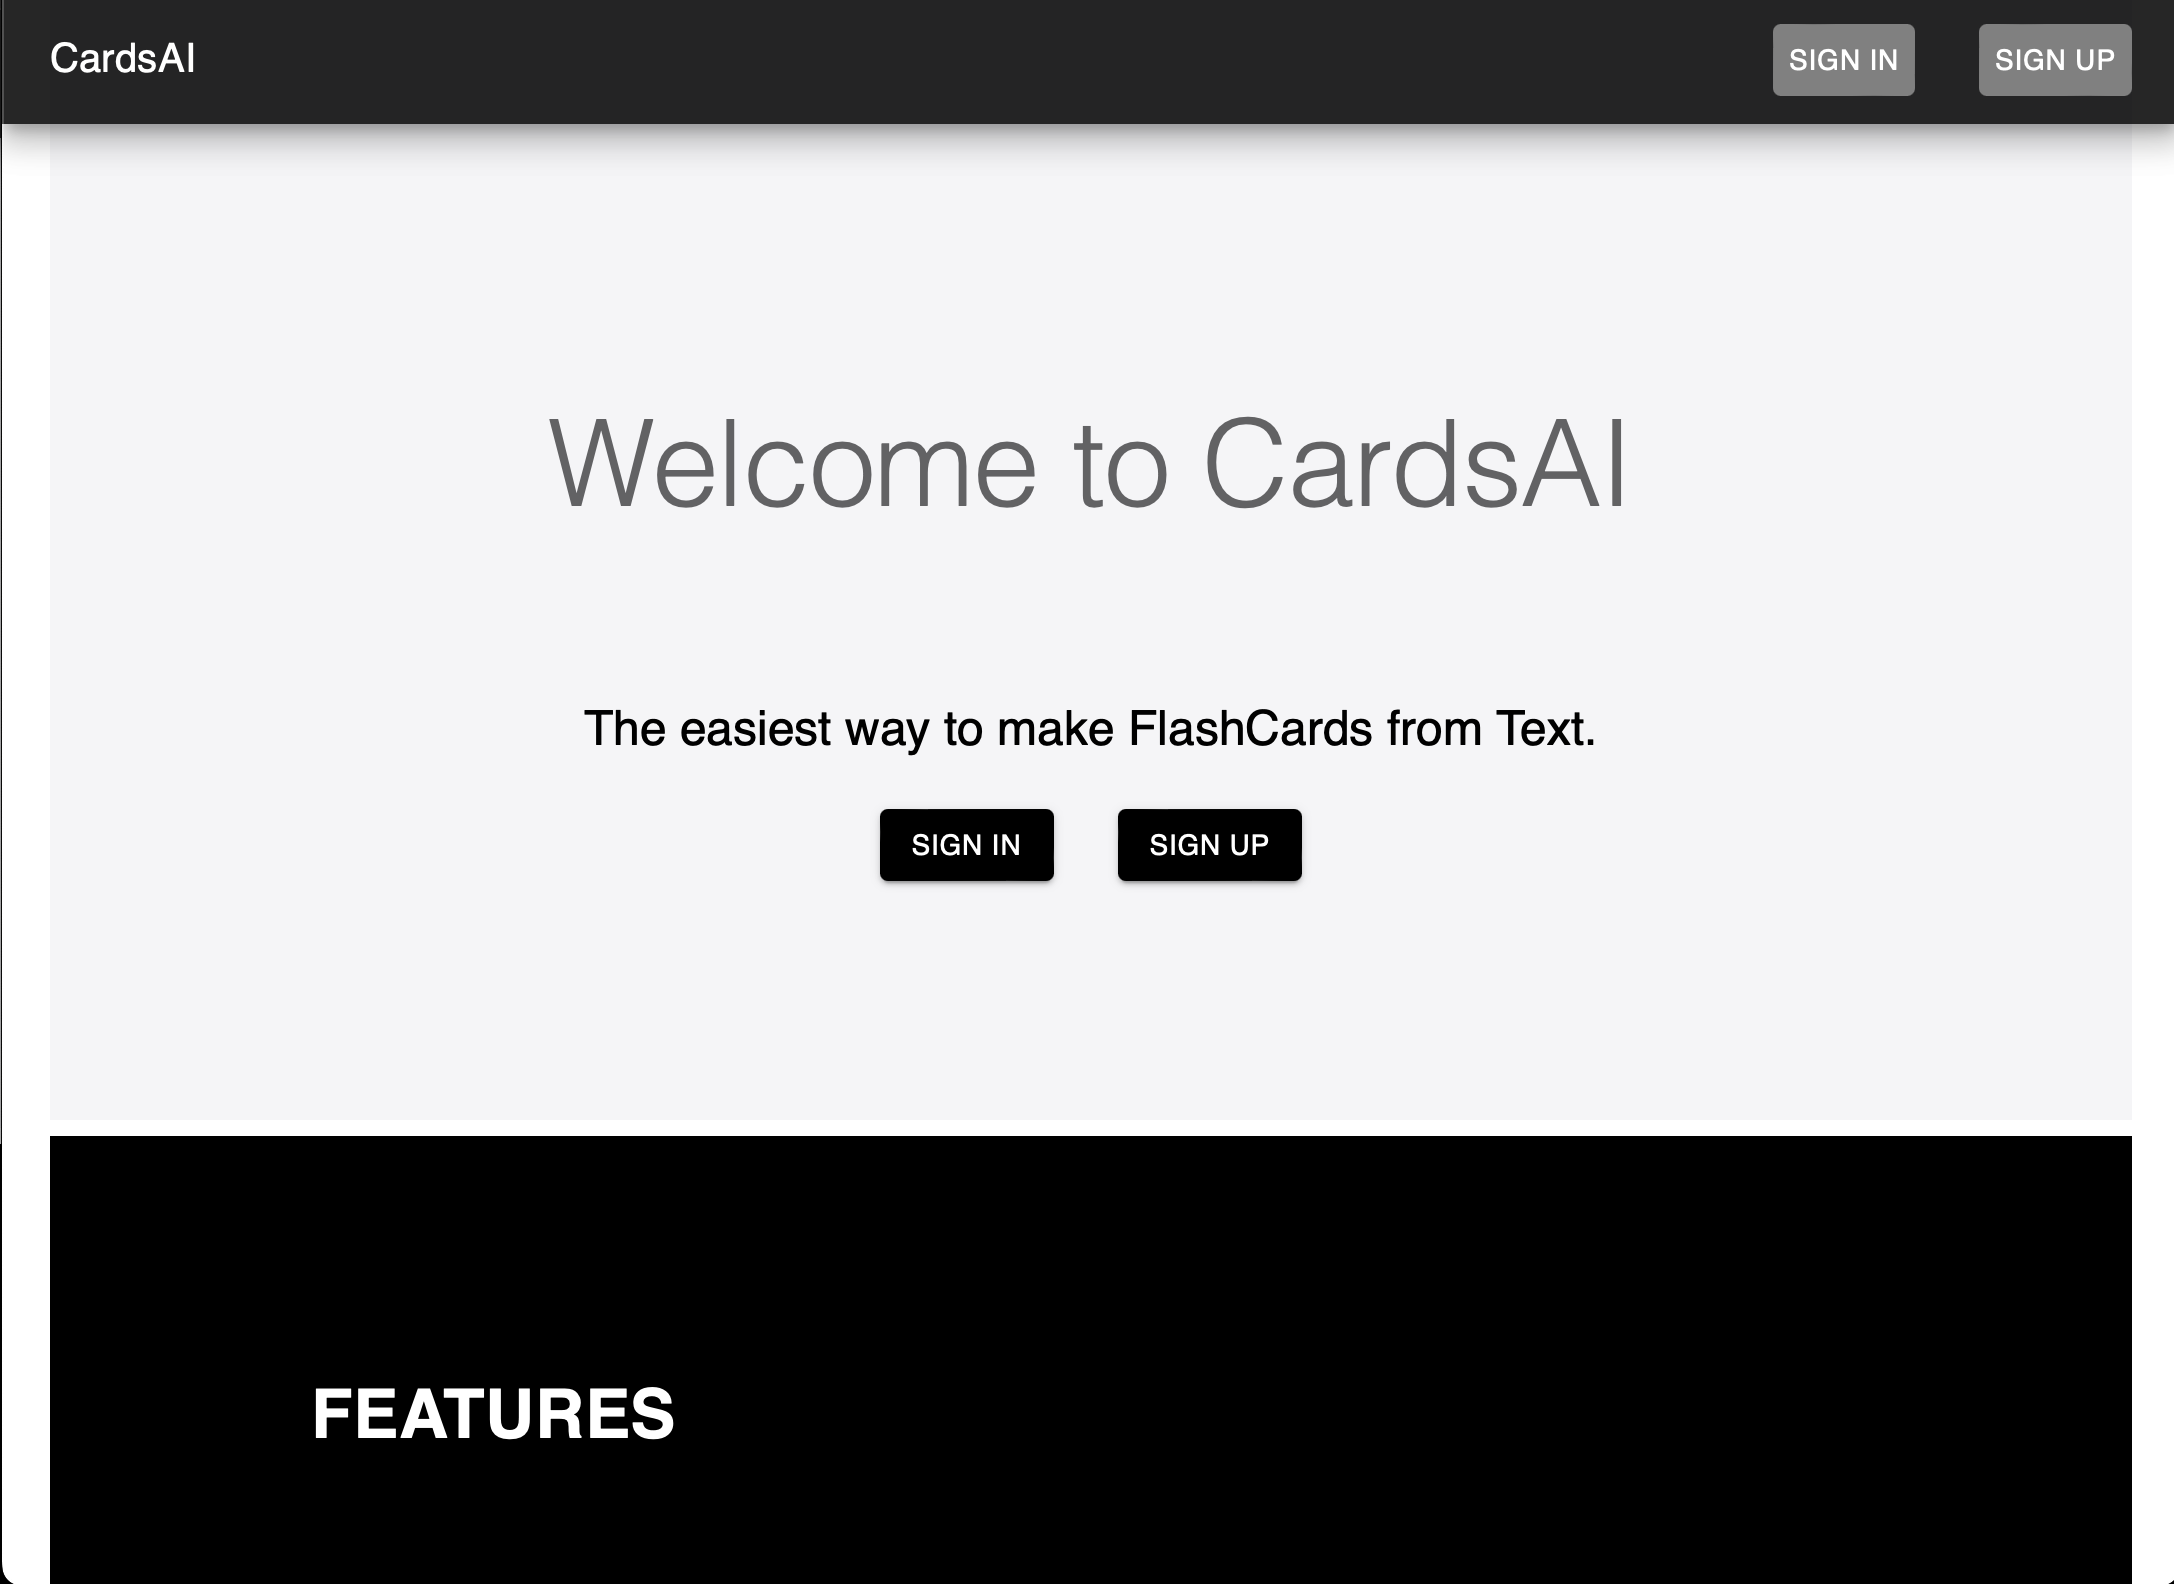 CardsAI
SIGN IN
SIGN UP
Welcome to CardsAI
The easiest way to make FlashCards from Text.
SIGN IN
SIGN UP
FEATURES